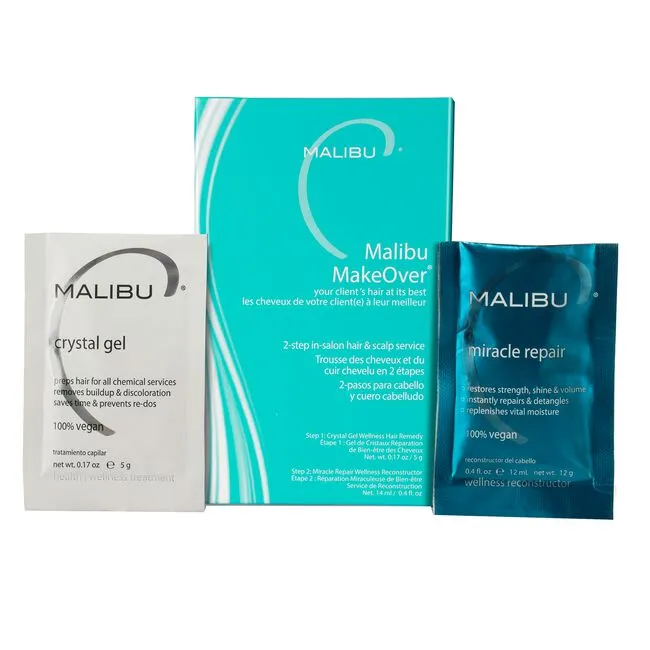 MALIBU®
Malibu
MakeOver®
your client's hair at its best
les cheveux de votre client(e) à leur meilleur
2-step in-salon hair & scalp service
Trousse des cheveux et du
cuir chevelu en 2 étapes
2-pasos para cabello
y cuero cabelludo
Step 1: Crystal Gel Wellness Hair Remedy
Étape 1 : Gel de Cristaux Réparation
de Bien-être des Cheveux
Net. wt. 0.17 oz / 5 g
Step 2: Miracle Repair Wellness Reconstructor
Étape 2 : Réparation Miraculeuse de Bien-être
Service de Reconstruction
Net. 14 ml / 0.4 fl. oz
MALIBU®
crystal gel
preps hair for all chemical services
removes buildup & discoloration
saves time & prevents re-dos
100% vegan
tratamiento capilar
net wt. 0.17 oz ℮ 5 g
health | wellness treatment
MALIBU®
miracle repair
restores strength, shine & volume
instantly repairs & detangles
replenishes vital moisture
100% vegan
reconstructor del cabello
0.4 fl. oz ℮ 12 ml net wt. 12 g
wellness reconstructor